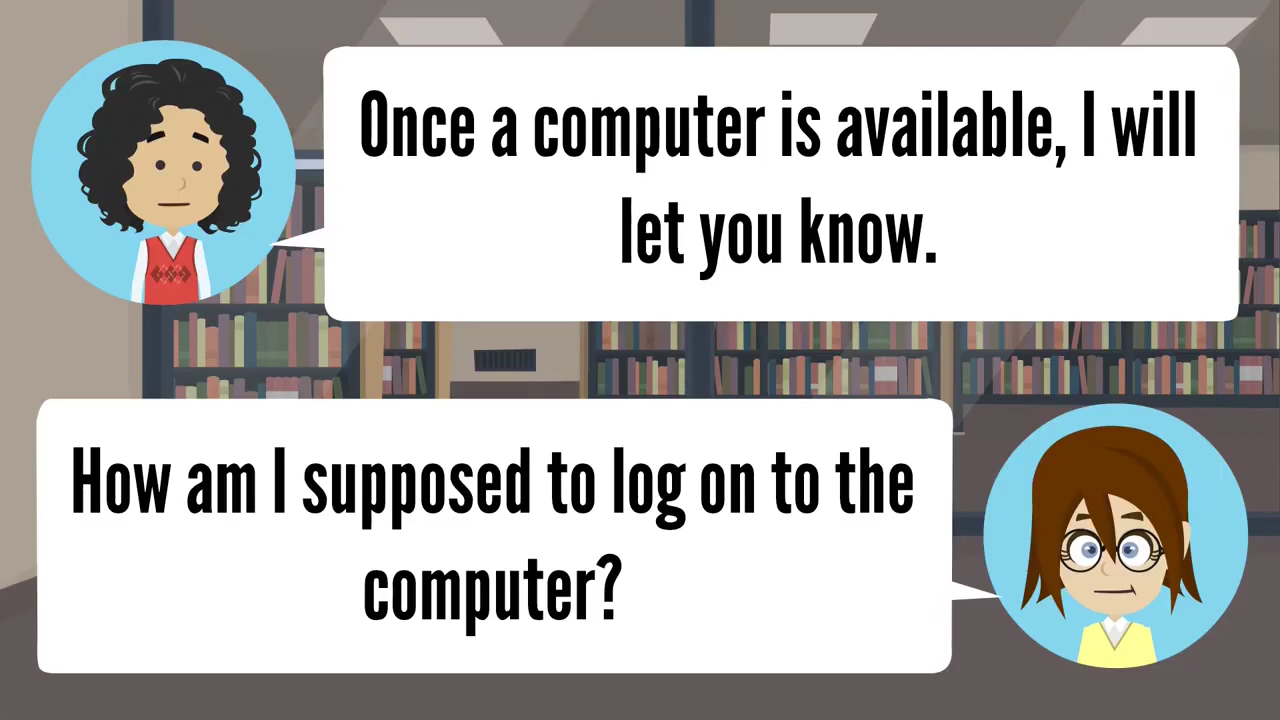 Once a computer is available, I will
let you know.
How am I supposed to log on to the
computer?